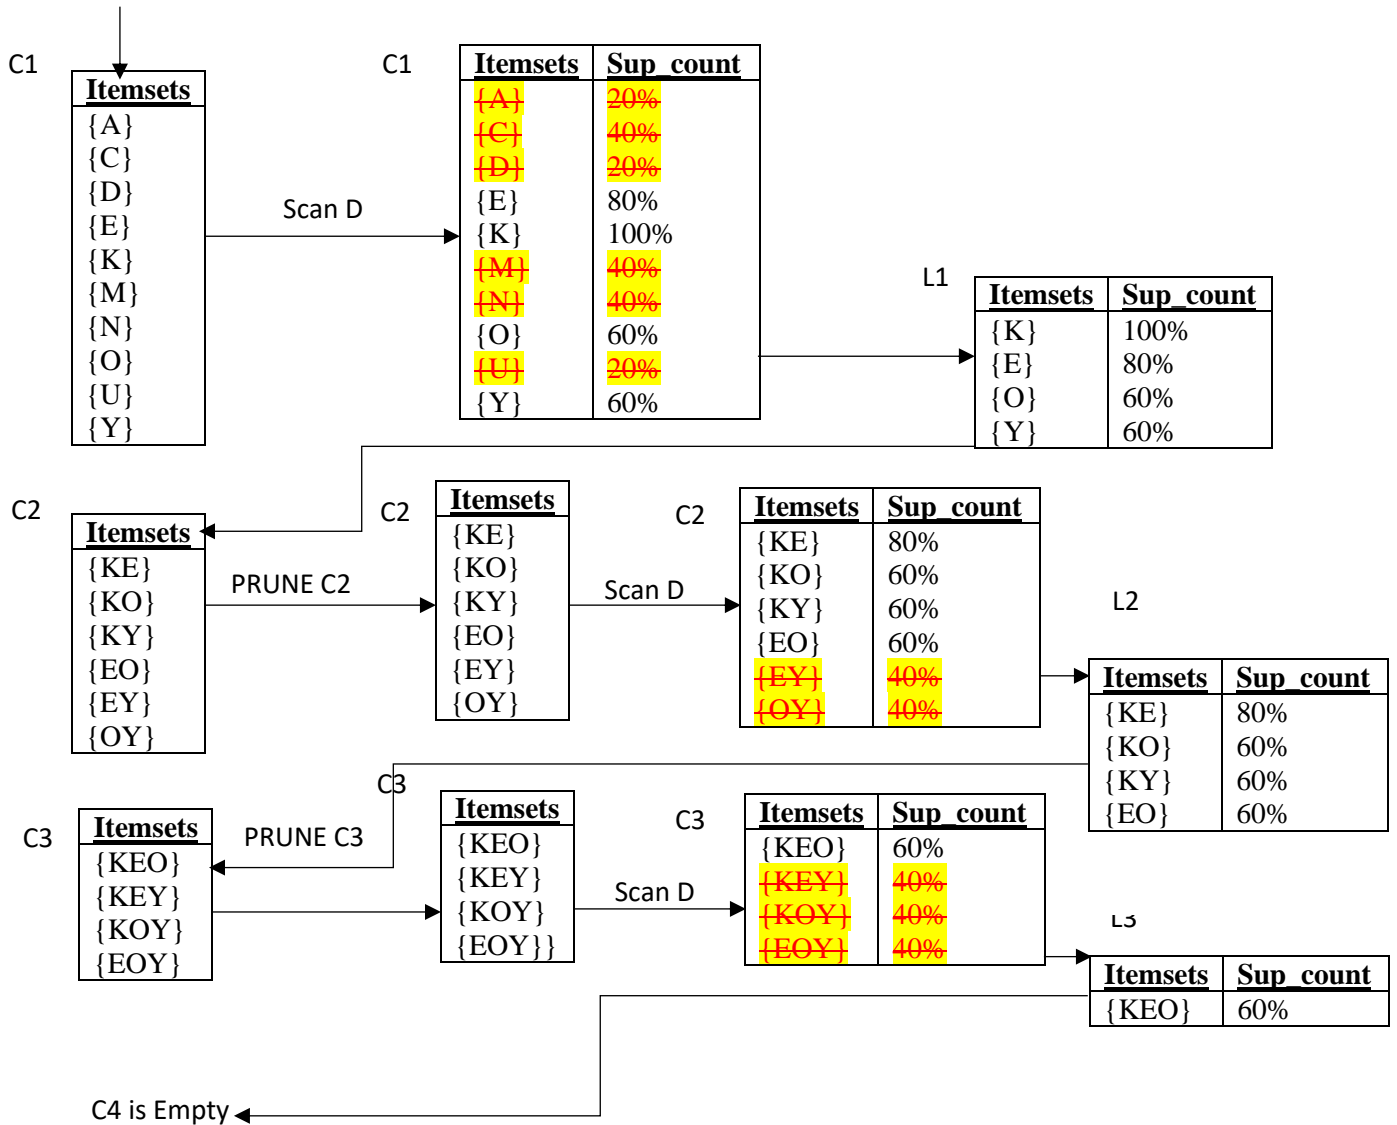 C1
Itemsets
{A}
{C}
{D}
{E}
{K}
{M}
{N}
{O}
{U}
{Y}
Scan D
C1
Itemsets Sup_count
{A} 20%
{C} 40%
{D} 20%
{E} 80%
{K} 100%
{M} 40%
{N} 40%
{O} 60%
{U} 20%
{Y} 60%
L1
Itemsets Sup_count
{K} 100%
{E} 80%
{O} 60%
{Y} 60%
C2
Itemsets
{KE}
{KO}
{KY}
{EO}
{EY}
{OY}
PRUNE C2
C2
Itemsets
{KE}
{KO}
{KY}
{EO}
{EY}
{OY}
Scan D
C2
Itemsets Sup_count
{KE} 80%
{KO} 60%
{KY} 60%
{EO} 60%
{EY} 40%
{OY} 40%
L2
Itemsets Sup_count
{KE} 80%
{KO} 60%
{KY} 60%
{EO} 60%
C3
Itemsets
{KEO}
{KEY}
{KOY}
{EOY}
PRUNE C3
C3
Itemsets
{KEO}
{KEY}
{KOY}
{EOY}}
Scan D
C3
Itemsets Sup_count
{KEO} 60%
{KEY} 40%
{KOY} 40%
{EOY} 40%
L3
Itemsets Sup_count
{KEO} 60%
C4 is Empty